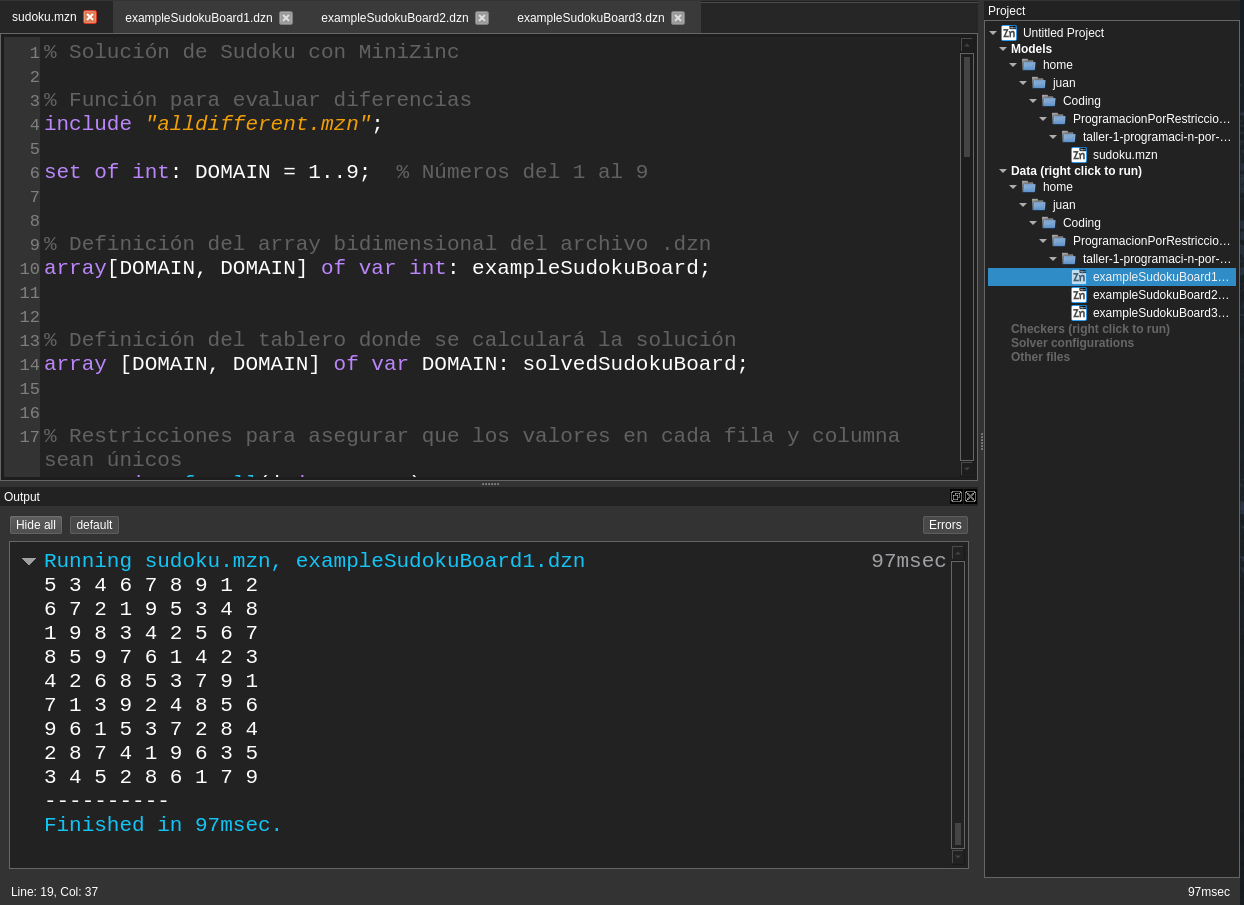 sudoku.mzn exampleSudokuBoard1.dzn exampleSudokuBoard2.dzn exampleSudokuBoard3.dzn
1 % Solución de Sudoku con MiniZinc
2
3 % Función para evaluar diferencias
4 include "alldifferent.mzn";
5
6 set of int: DOMAIN = 1..9;  % Números del 1 al 9
7
8
9 % Definición del array bidimensional del archivo .dzn
10 array[DOMAIN, DOMAIN] of var int: exampleSudokuBoard;
11
12
13 % Definición del tablero donde se calculará la solución
14 array [DOMAIN, DOMAIN] of var DOMAIN: solvedSudokuBoard;
15
16
17 % Restricciones para asegurar que los valores en cada fila y columna
sean únicos
Output
Hide all default Errors
Running sudoku.mzn, exampleSudokuBoard1.dzn 97msec
5 3 4 6 7 8 9 1 2
6 7 2 1 9 5 3 4 8
1 9 8 3 4 2 5 6 7
8 5 9 7 6 1 4 2 3
4 2 6 8 5 3 7 9 1
7 1 3 9 2 4 8 5 6
9 6 1 5 3 7 2 8 4
2 8 7 4 1 9 6 3 5
3 4 5 2 8 6 1 7 9
----------
Finished in 97msec.
Line: 19, Col: 37
97msec
Project
Untitled Project
Models
home
juan
Coding
ProgramacionPorRestriccio...
taller-1-programaci-n-por-...
sudoku.mzn
Data (right click to run)
home
juan
Coding
ProgramacionPorRestriccio...
taller-1-programaci-n-por-...
exampleSudokuBoard1...
exampleSudokuBoard2...
exampleSudokuBoard3...
Checkers (right click to run)
Solver configurations
Other files